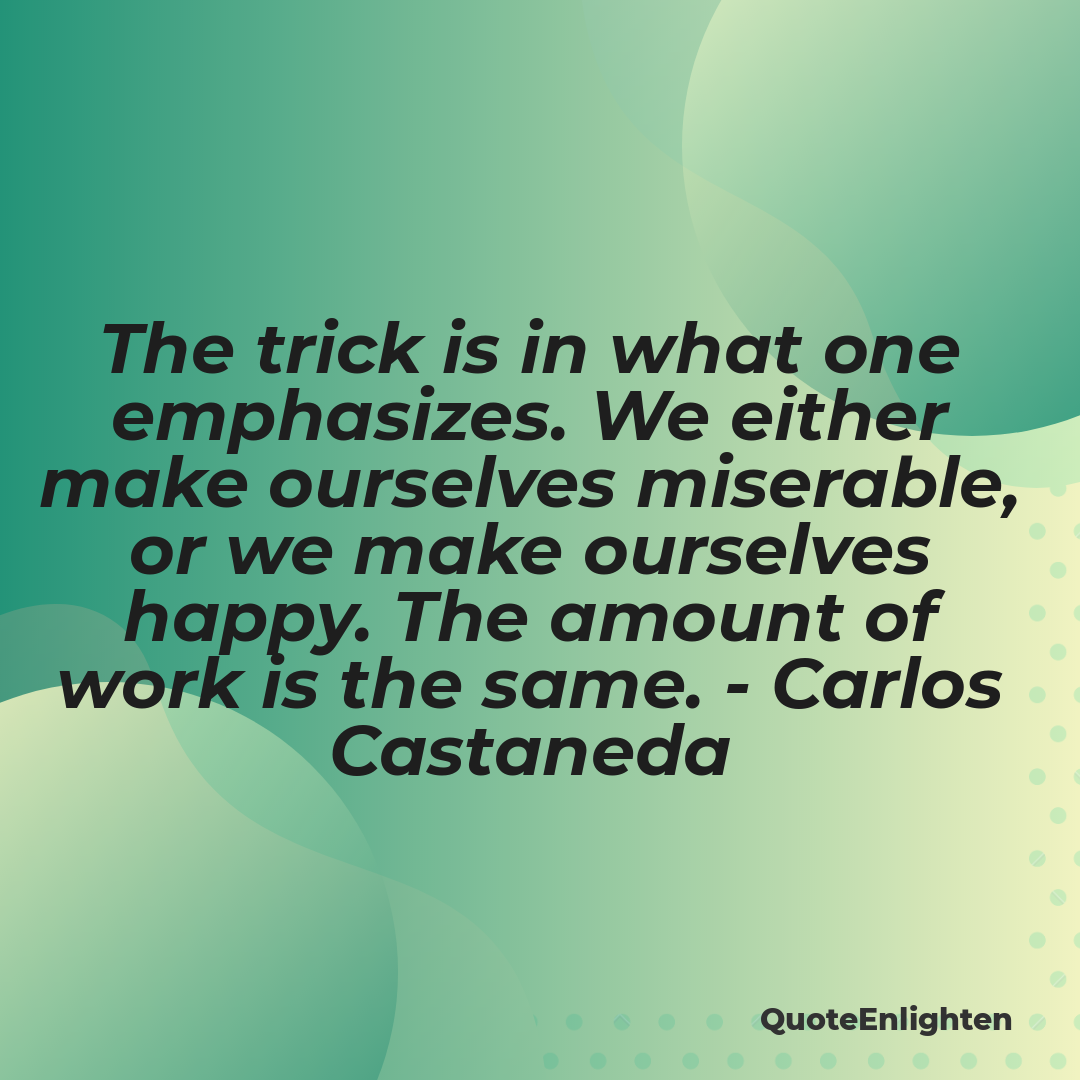 The trick is in what one
emphasizes. We either
make ourselves miserable,
or we make ourselves
happy. The amount of
work is the same. - Carlos
Castaneda
QuoteEnlighten